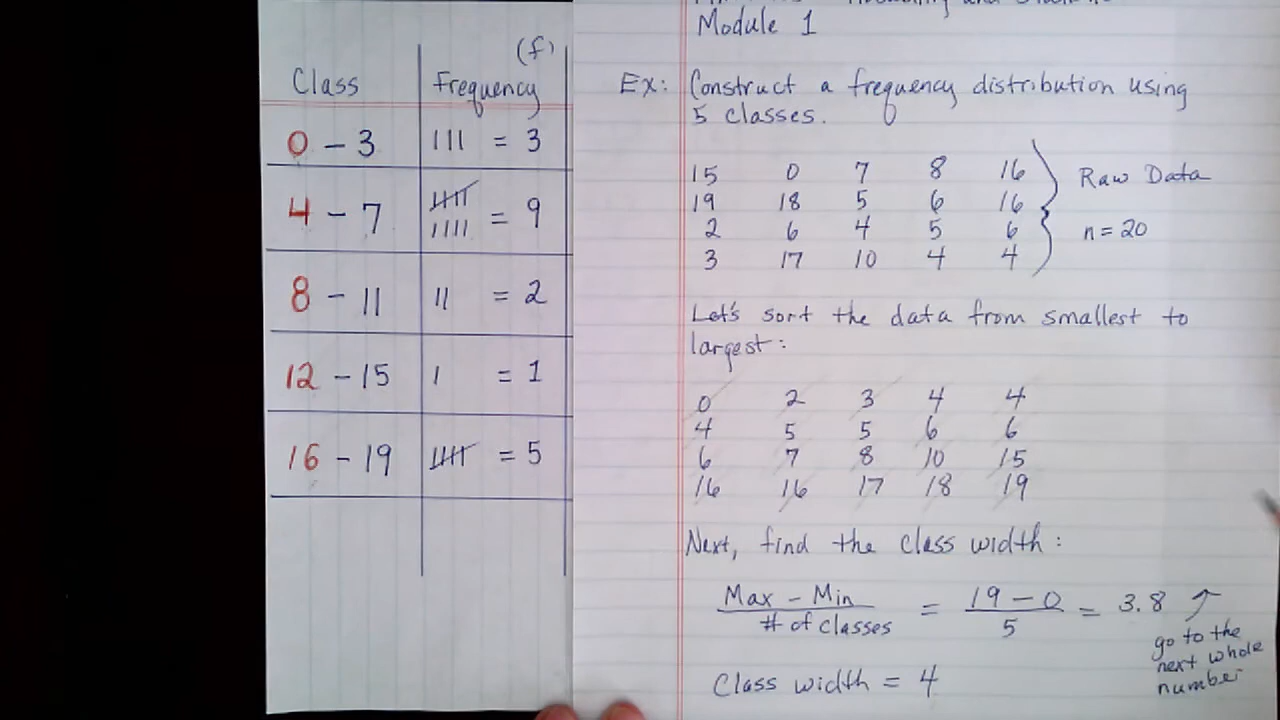 (f)
Class Frequency
0 - 3 III = 3
4 - 7 IIII IIII = 9
8 - 11 II = 2
12 - 15 I = 1
16 - 19 IIII = 5
Module 1
Ex: Construct a frequency distribution using
5 classes.
15 0 7 8 16
19 18 5 6 16
2 6 4 5 6
3 17 10 4 4
Raw Data
n = 20
Let's sort the data from smallest to
largest:
0 2 3 4 4
4 5 5 6 6
6 7 8 10 15
16 16 17 18 19
Next, find the class width:
Max - Min / # of classes = 19 - 0 / 5 = 3.8 ↗
go to the
next whole
number
Class width = 4